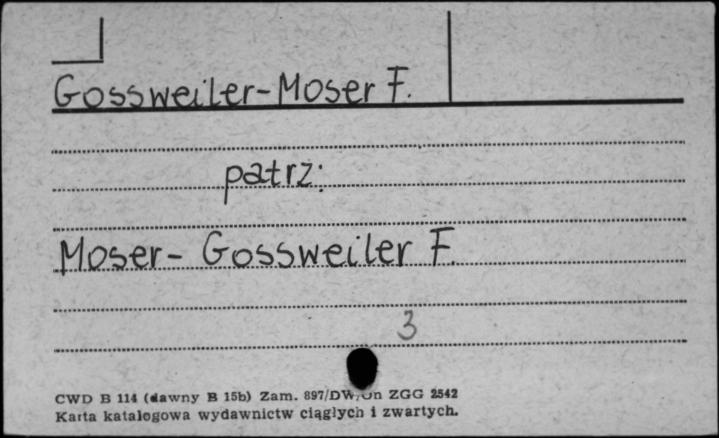 Gossweiler-Moser F.
patrz:
Moser- Gossweiler F.
3
CWD B 114 (dawny B 15b) Zam. 897/DW/Un ZGG 2542
Karta katalogowa wydawnictw ciągłych i zwartych.